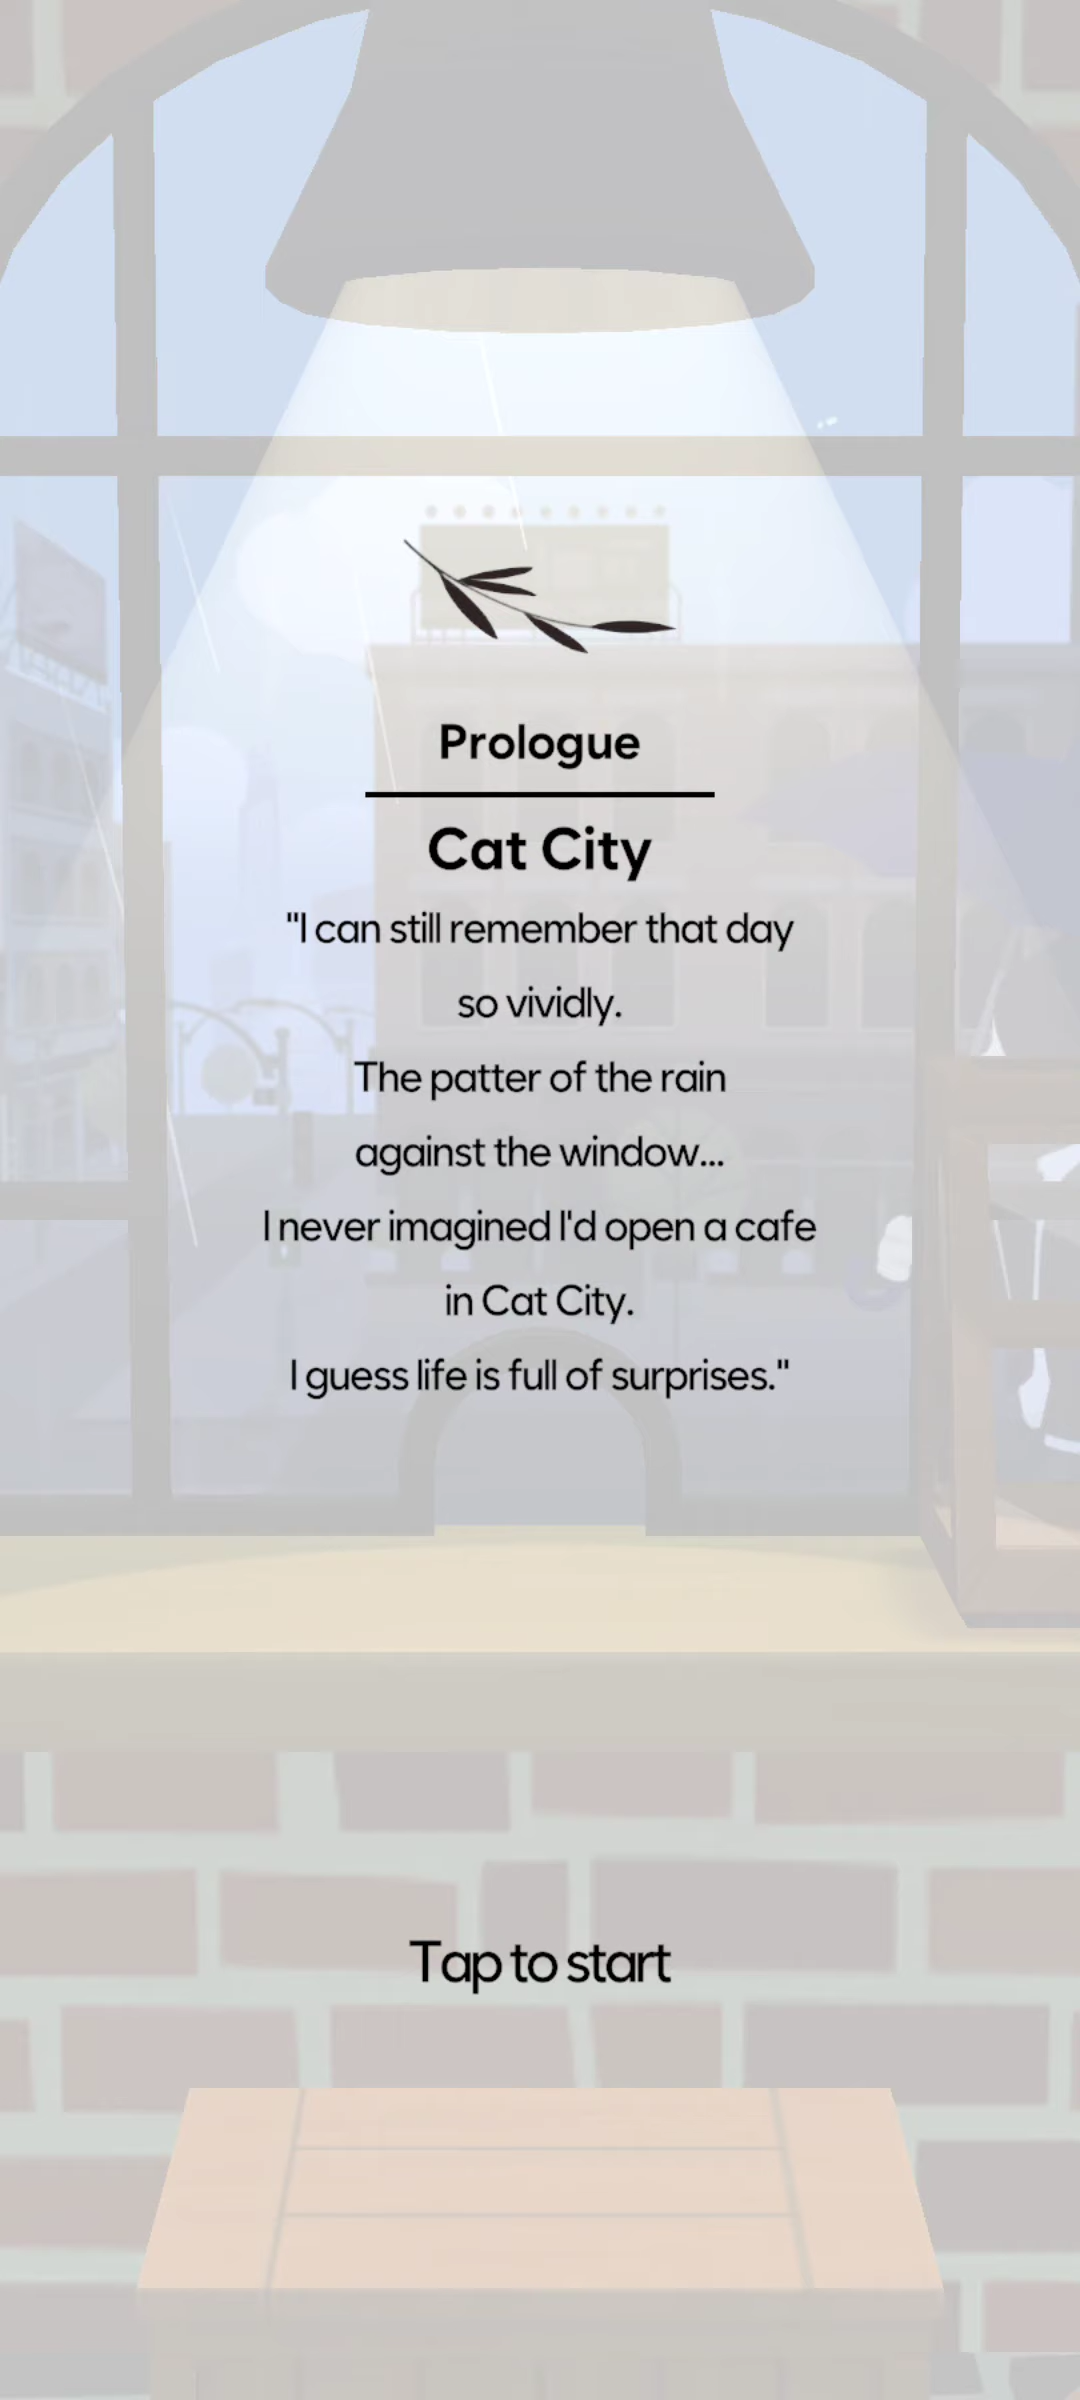 Prologue
Cat City
"I can still remember that day
so vividly.
The patter of the rain
against the window...
I never imagined I'd open a cafe
in Cat City.
I guess life is full of surprises."
Tap to start